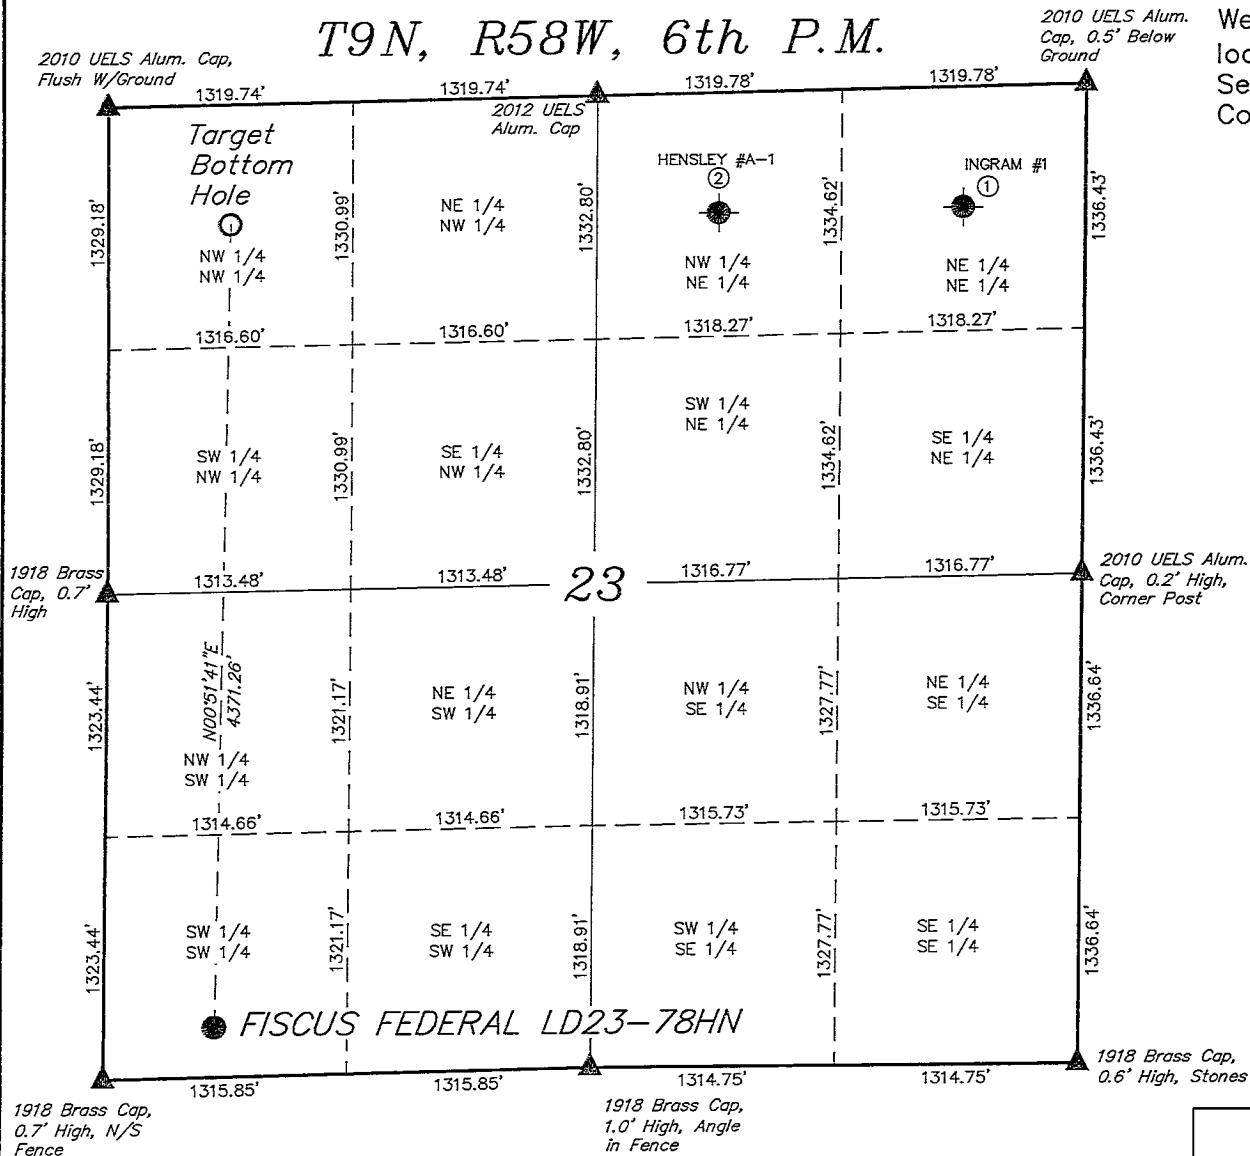 T9N, R58W, 6th P.M.
2010 UELS Alum. Cap,
Flush W/Ground
2010 UELS Alum.
Cap, 0.5' Below
Ground
1319.74'
1319.74'
1319.78'
1319.78'
2012 UELS
Alum. Cap
Target
Bottom
Hole
HENSLEY #A-1
②
INGRAM #1
①
1329.18'
1330.99'
1332.80'
1334.62'
1336.43'
NW 1/4
NW 1/4
NE 1/4
NW 1/4
NW 1/4
NE 1/4
NE 1/4
NE 1/4
1316.60'
1316.60'
1318.27'
1318.27'
1329.18'
1330.99'
1332.80'
1334.62'
1336.43'
SW 1/4
NW 1/4
SE 1/4
NW 1/4
SW 1/4
NE 1/4
SE 1/4
NE 1/4
1918 Brass
Cap, 0.7'
High
1313.48'
1313.48'
23
1316.77'
1316.77'
2010 UELS Alum.
Cap, 0.2' High,
Corner Post
N00°51'41"E
4371.26'
1323.44'
1321.17'
1318.91'
1327.77'
1336.64'
NW 1/4
SW 1/4
NE 1/4
SW 1/4
NW 1/4
SE 1/4
NE 1/4
SE 1/4
1314.66'
1314.66'
1315.73'
1315.73'
1323.44'
1321.17'
1318.91'
1327.77'
1336.64'
SW 1/4
SW 1/4
SE 1/4
SW 1/4
SW 1/4
SE 1/4
SE 1/4
SE 1/4
FISCUS FEDERAL LD23-78HN
1315.85'
1315.85'
1314.75'
1314.75'
1918 Brass Cap,
0.7' High, N/S
Fence
1918 Brass Cap,
1.0' High, Angle
in Fence
1918 Brass Cap,
0.6' High, Stones